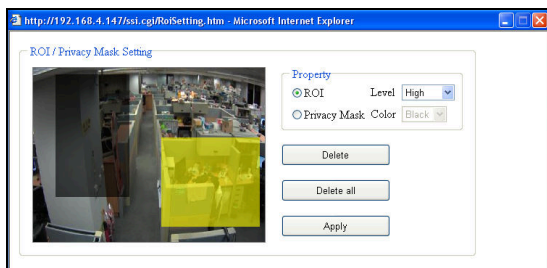 http://192.168.4.147/ssi.cgi/RoiSetting.htm - Microsoft Internet Explorer
ROI / Privacy Mask Setting
Property
ROI Level High
Privacy Mask Color Black
Delete
Delete all
Apply